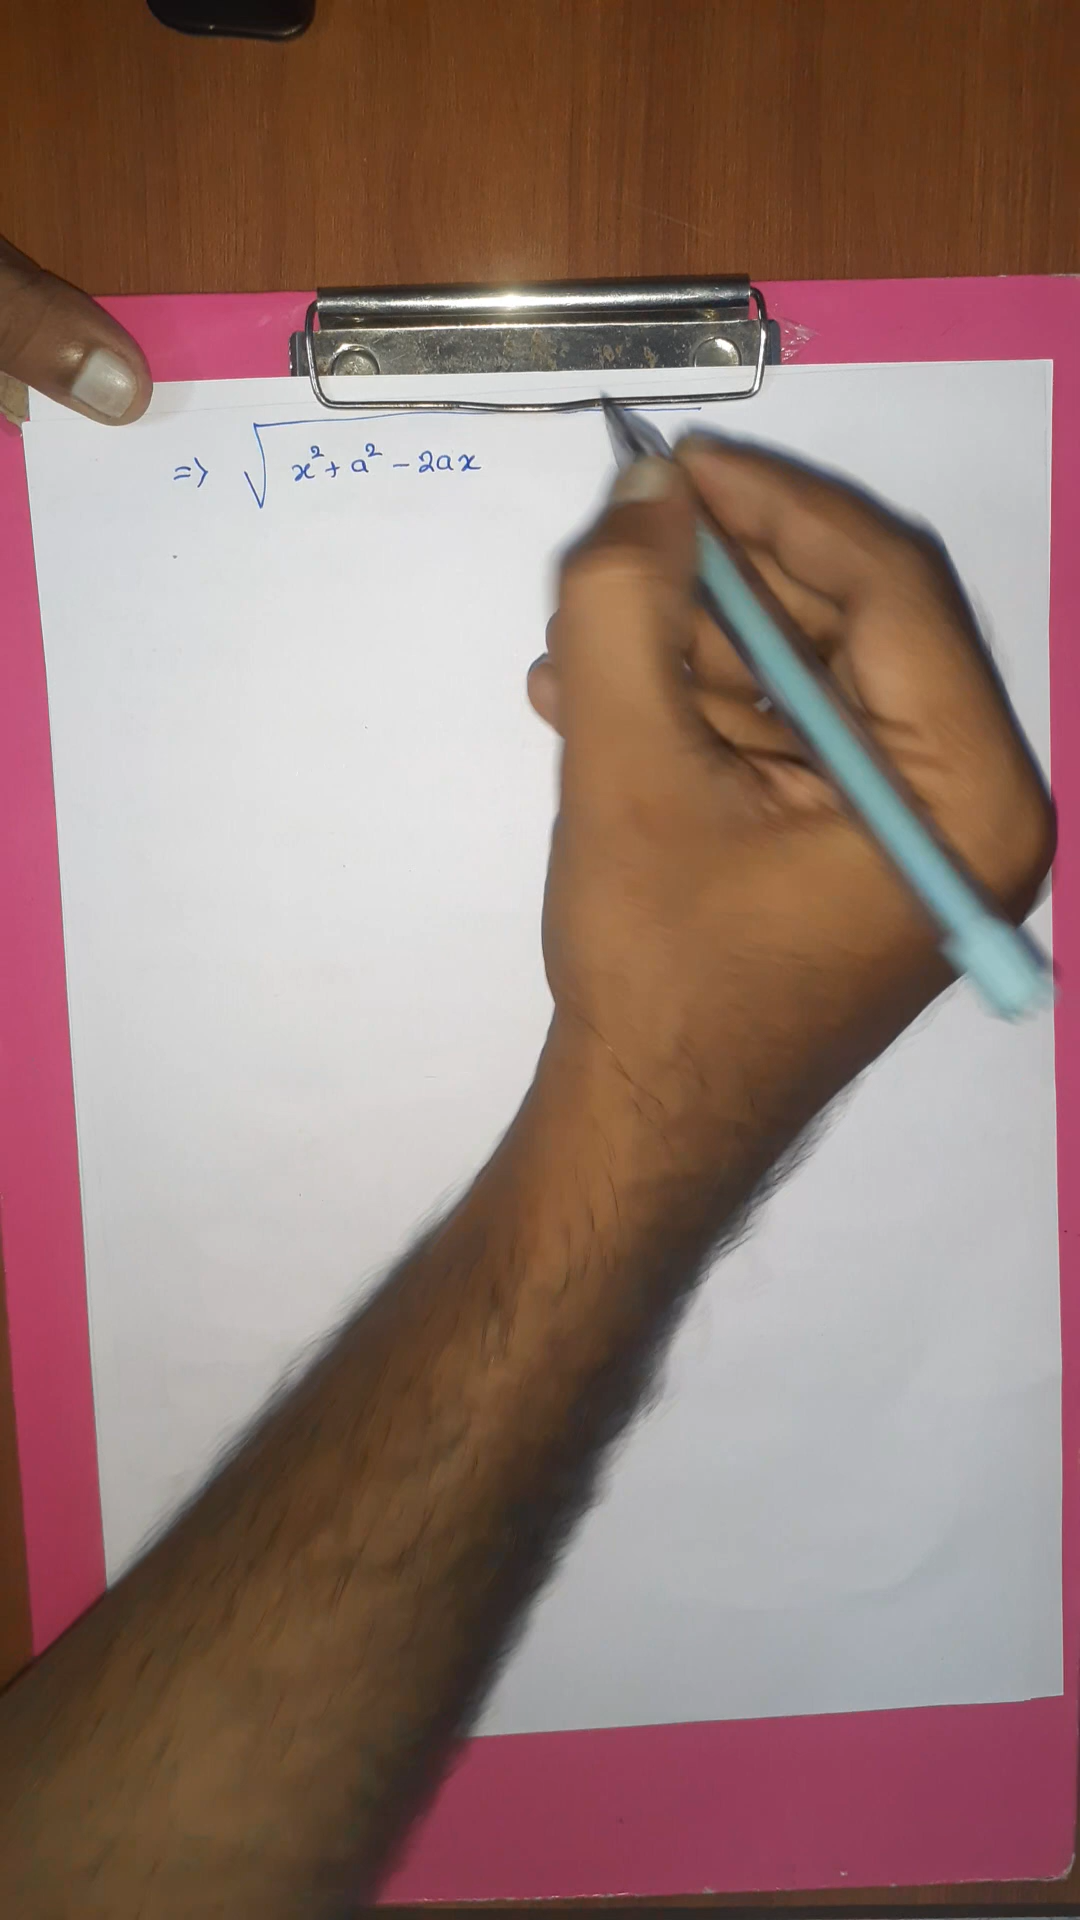 => √x² + a² - 2ax